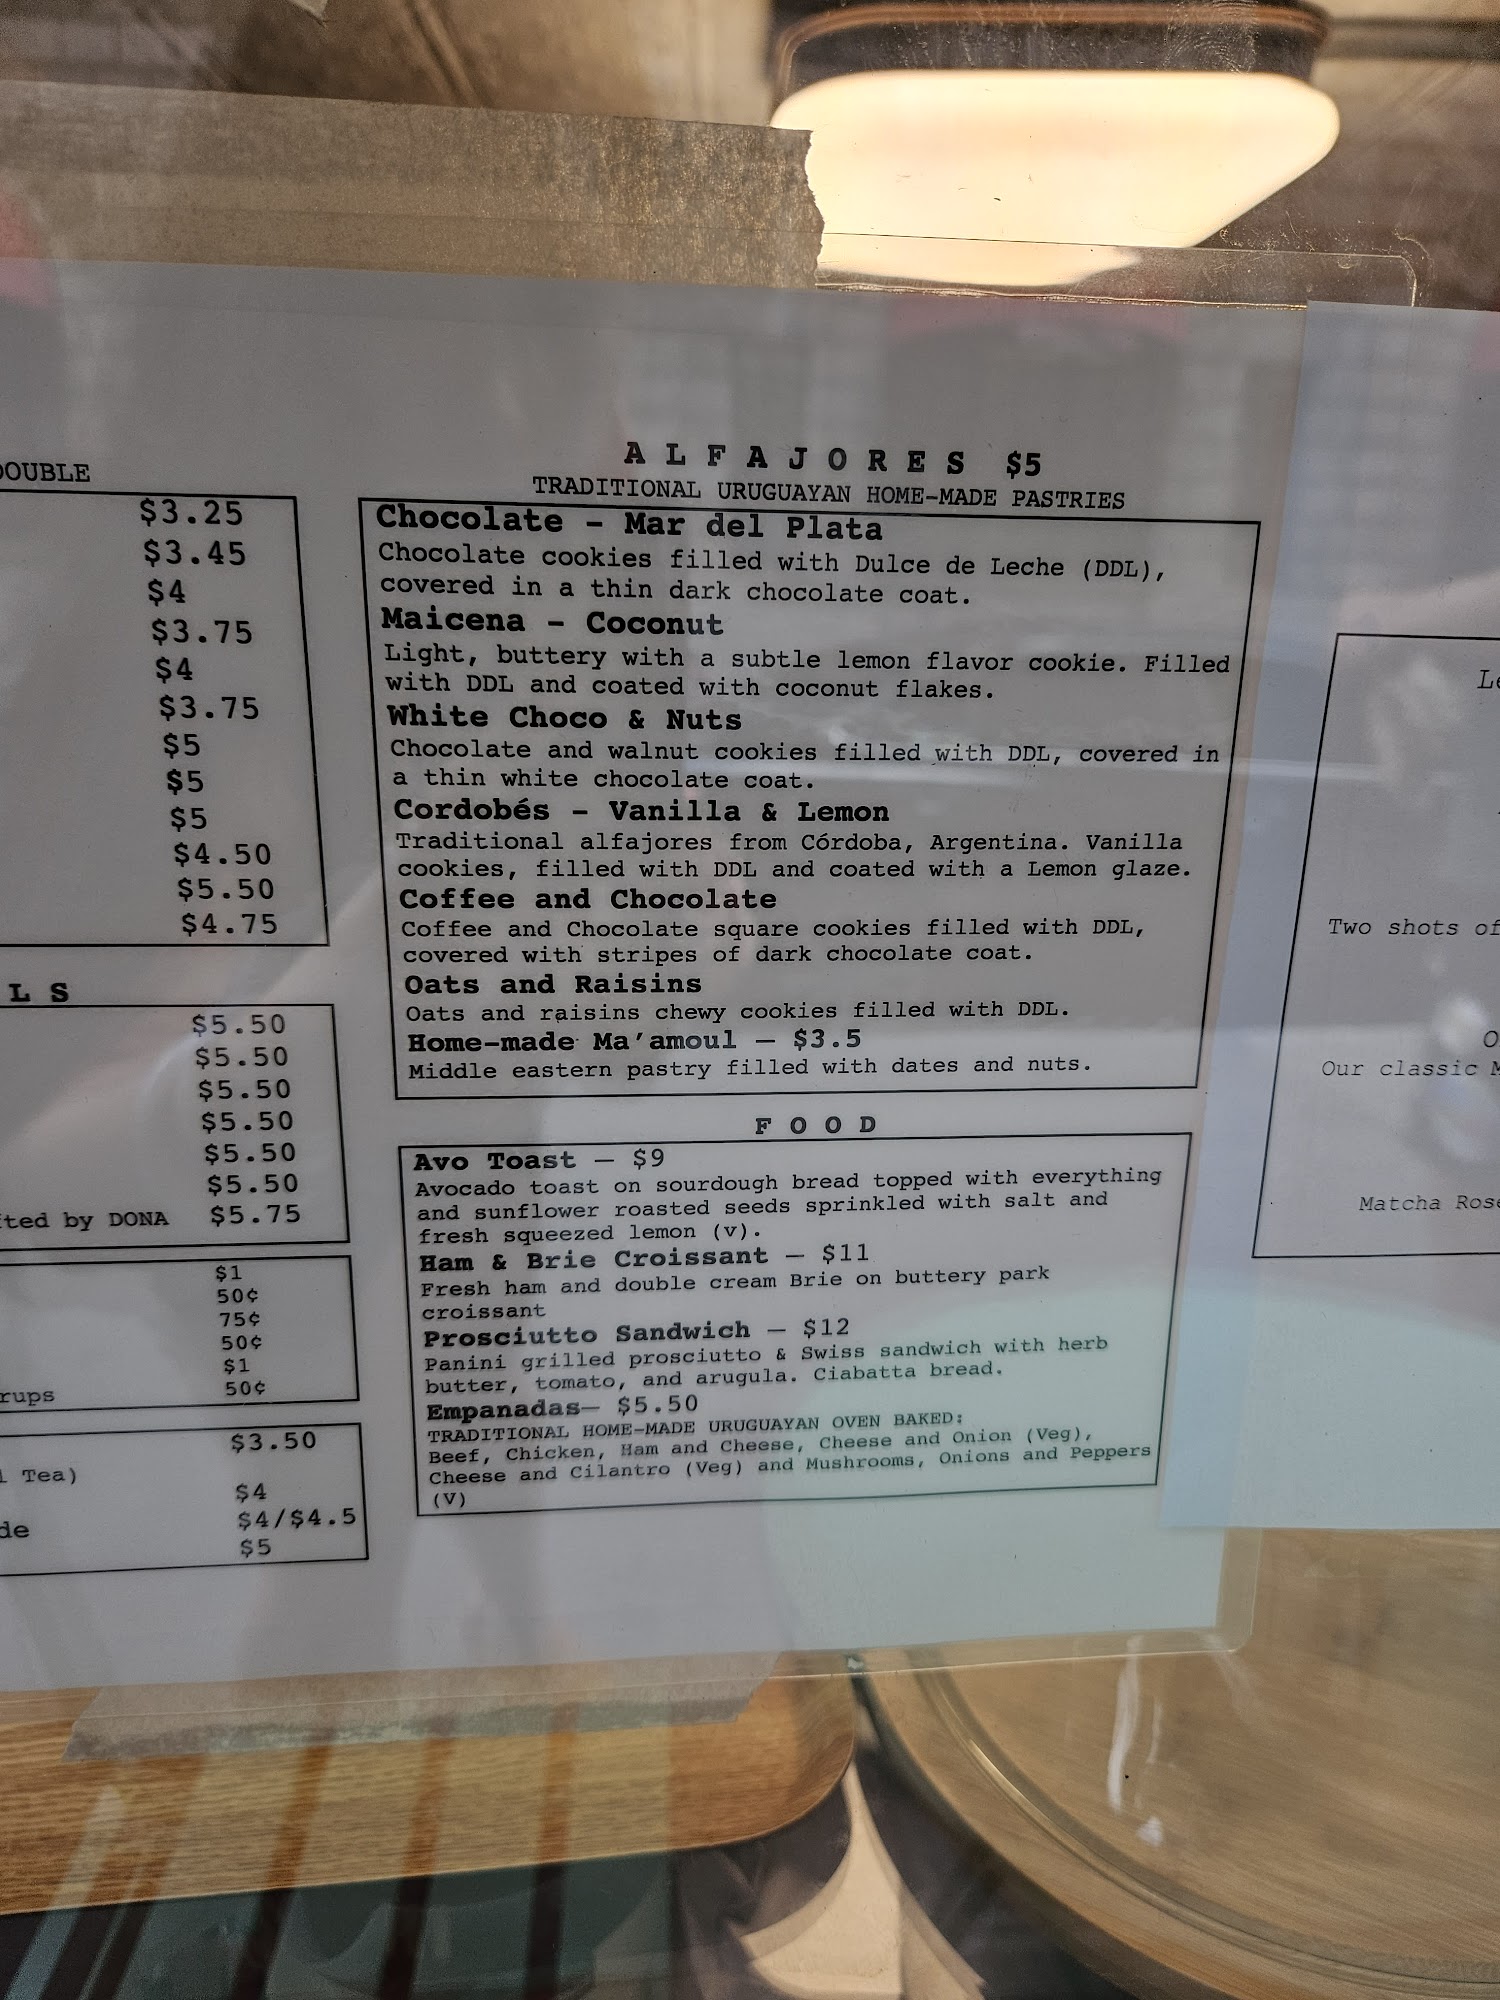 DOUBLE
$3.25
$3.45
$4
$3.75
$4
$3.75
$5
$5
$5
$4.50
$5.50
$4.75
L S
$5.50
$5.50
$5.50
$5.50
$5.50
$5.50
by DONA $5.75
$1
50¢
75¢
50¢
$1
50¢
$3.50
Tea)
$4
$4/$4.5
$5
A L F A J O R E S $5
TRADITIONAL URUGUAYAN HOME-MADE PASTRIES
Chocolate - Mar del Plata
Chocolate cookies filled with Dulce de Leche (DDL),
covered in a thin dark chocolate coat.
Maicena - Coconut
Light, buttery with a subtle lemon flavor cookie. Filled
with DDL and coated with coconut flakes.
White Choco & Nuts
Chocolate and walnut cookies filled with DDL, covered in
a thin white chocolate coat.
Cordobés - Vanilla & Lemon
Traditional alfajores from Córdoba, Argentina. Vanilla
cookies, filled with DDL and coated with a Lemon glaze.
Coffee and Chocolate
Coffee and Chocolate square cookies filled with DDL,
covered with stripes of dark chocolate coat.
Oats and Raisins
Oats and raisins chewy cookies filled with DDL.
Home-made Ma'amoul — $3.5
Middle eastern pastry filled with dates and nuts.
F O O D
Avo Toast — $9
Avocado toast on sourdough bread topped with everything
and sunflower roasted seeds sprinkled with salt and
fresh squeezed lemon (v).
Ham & Brie Croissant — $11
Fresh ham and double cream Brie on buttery park
croissant
Prosciutto Sandwich — $12
Panini grilled prosciutto & Swiss sandwich with herb
butter, tomato, and arugula. Ciabatta bread.
Empanadas— $5.50
TRADITIONAL HOME-MADE URUGUAYAN OVEN BAKED:
Beef, Chicken, Ham and Cheese, Cheese and Onion (Veg),
Cheese and Cilantro (Veg) and Mushrooms, Onions and Peppers
(V)
Two shots of
Our classic
Matcha Rose